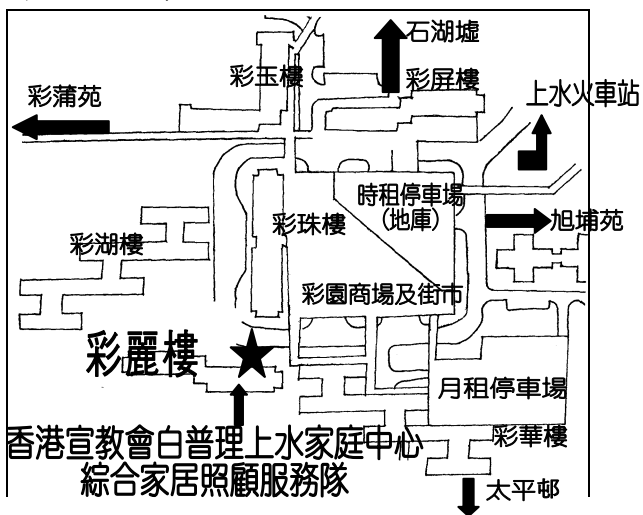 石湖墟
彩玉樓
彩屏樓
彩蒲苑
上水火車站
時租停車場
(地庫)
彩珠樓
旭埔苑
彩湖樓
彩園商場及街市
彩麗樓
月租停車場
香港宣教會白普理上水家庭中心
彩華樓
綜合家居照顧服務隊
太平邨